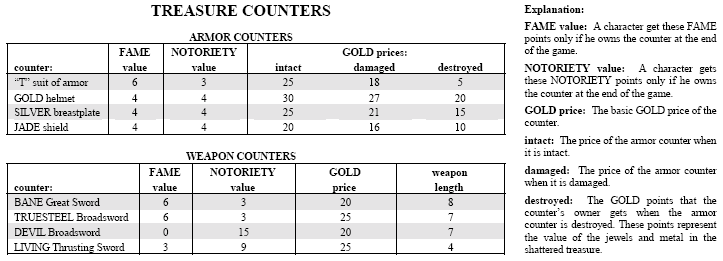 TREASURE COUNTERS
ARMOR COUNTERS
FAME NOTORIETY GOLD prices:
counter: value value intact damaged destroyed
"T" suit of armor 6 3 25 18 5
GOLD helmet 4 4 30 27 20
SILVER breastplate 4 4 25 21 15
JADE shield 4 4 20 16 10
WEAPON COUNTERS
FAME NOTORIETY GOLD weapon
counter: value value price length
BANE Great Sword 6 3 20 8
TRUESTEEL Broadsword 6 3 25 7
DEVIL Broadsword 0 15 20 7
LIVING Thrusting Sword 3 9 25 4
Explanation:
FAME value: A character get these FAME
points only if he owns the counter at the end
of the game.
NOTORIETY value: A character gets
these NOTORIETY points only if he owns
the counter at the end of the game.
GOLD price: The basic GOLD price of the
counter.
intact: The price of the armor counter when
it is intact.
damaged: The price of the armor counter
when it is damaged.
destroyed: The GOLD points that the
counter's owner gets when the armor
counter is destroyed. These points represent
the value of the jewels and metal in the
shattered treasure.